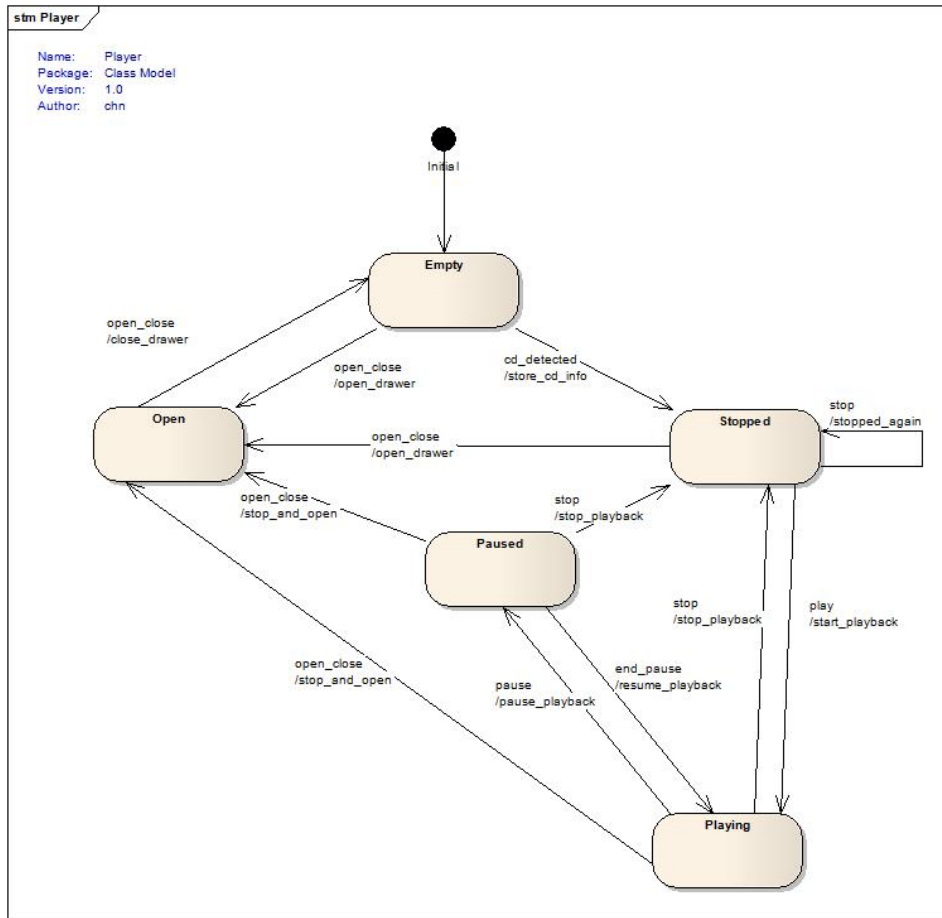 stm Player
Name: Player
Package: Class Model
Version: 1.0
Author: chn
Initial
Empty
open_close
/close_drawer
open_close
/open_drawer
cd_detected
/store_cd_info
Open
Stopped
stop
/stopped_again
open_close
/open_drawer
open_close
/stop_and_open
stop
/stop_playback
Paused
stop
/stop_playback
play
/start_playback
open_close
/stop_and_open
pause
/pause_playback
end_pause
/resume_playback
Playing